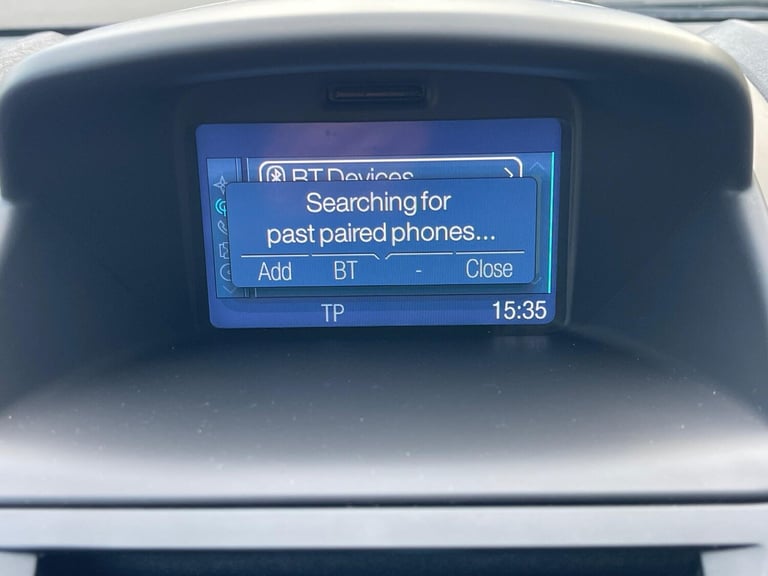 BT Devices
Searching for
past paired phones...
Add BT - Close
TP 15:35